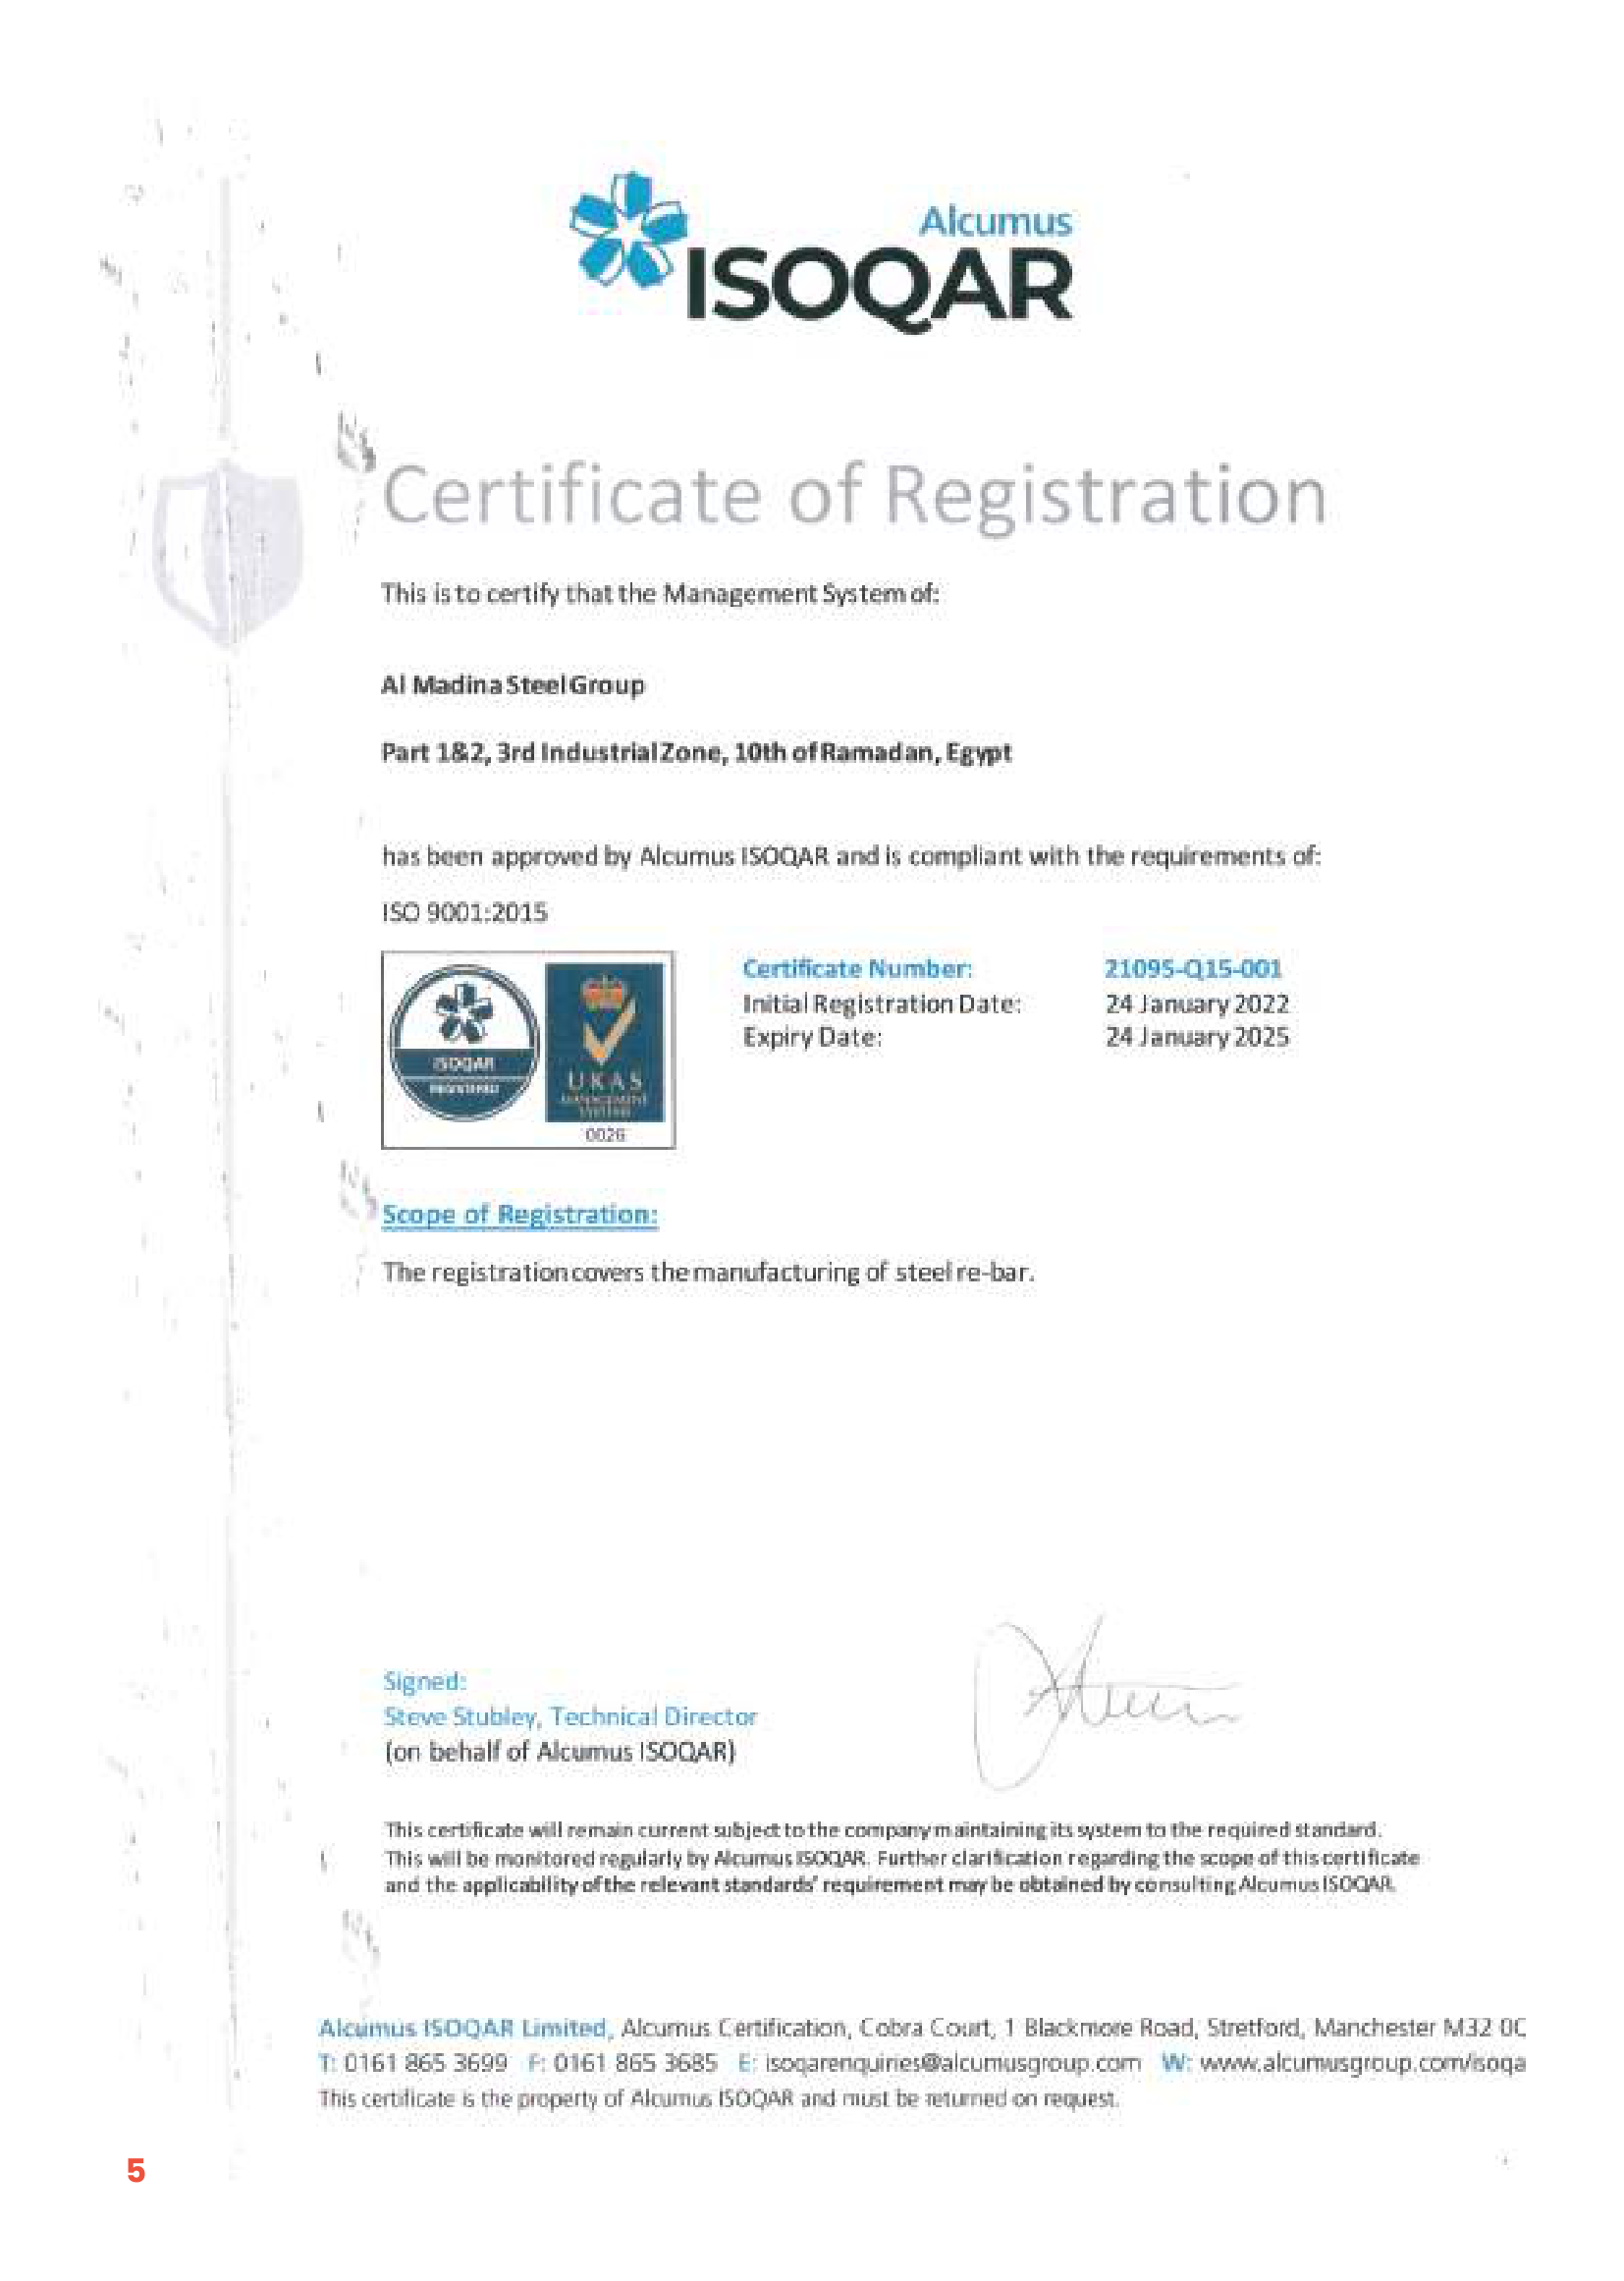 Alcumus
ISOQAR
Certificate of Registration
This is to certify that the Management System of:
Al Madina Steel Group
Part 1&2, 3rd Industrial Zone, 10th of Ramadan, Egypt
has been approved by Alcumus ISOQAR and is compliant with the requirements of:
ISO 9001:2015
ISOQAR
REGISTERED
UKAS
MANAGEMENT
SYSTEMS
0026
Certificate Number: 21095-Q15-001
Initial Registration Date: 24 January 2022
Expiry Date: 24 January 2025
Scope of Registration:
The registration covers the manufacturing of steel re-bar.
Signed:
Steve Stubley, Technical Director
(on behalf of Alcumus ISOQAR)
This certificate will remain current subject to the company maintaining its system to the required standard.
This will be monitored regularly by Alcumus ISOQAR. Further clarification regarding the scope of this certificate
and the applicability of the relevant standards' requirement may be obtained by consulting Alcumus ISOQAR.
Alcumus ISOQAR Limited, Alcumus Certification, Cobra Court, 1 Blackmore Road, Stretford, Manchester M32 0Q
T: 0161 865 3699 F: 0161 865 3685 E: isoqarenquiries@alcumusgroup.com W: www.alcumusgroup.com/isoqa
This certificate is the property of Alcumus ISOQAR and must be returned on request.
5